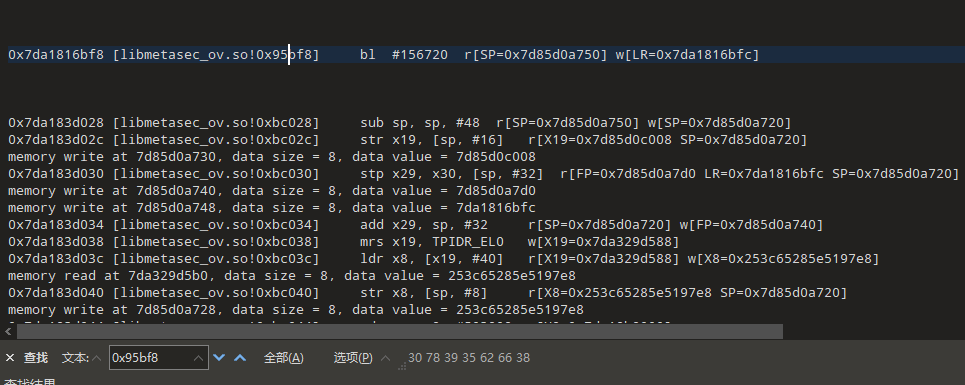 0x7da1816bf8 [libmetasec_ov.so!0x95bf8]     bl  #156720  r[SP=0x7d85d0a750] w[LR=0x7da1816bfc]
0x7da183d028 [libmetasec_ov.so!0xbc028]     sub sp, sp, #48  r[SP=0x7d85d0a750] w[SP=0x7d85d0a720]
0x7da183d02c [libmetasec_ov.so!0xbc02c]     str x19, [sp, #16]   r[X19=0x7d85d0c008 SP=0x7d85d0a720]
memory write at 7d85d0a730, data size = 8, data value = 7d85d0c008
0x7da183d030 [libmetasec_ov.so!0xbc030]     stp x29, x30, [sp, #32]  r[FP=0x7d85d0a7d0 LR=0x7da1816bfc SP=0x7d85d0a720]
memory write at 7d85d0a740, data size = 8, data value = 7d85d0a7d0
memory write at 7d85d0a748, data size = 8, data value = 7da1816bfc
0x7da183d034 [libmetasec_ov.so!0xbc034]     add x29, sp, #32     r[SP=0x7d85d0a720] w[FP=0x7d85d0a740]
0x7da183d038 [libmetasec_ov.so!0xbc038]     mrs x19, TPIDR_EL0   w[X19=0x7da329d588]
0x7da183d03c [libmetasec_ov.so!0xbc03c]     ldr x8, [x19, #40]   r[X19=0x7da329d588] w[X8=0x253c65285e5197e8]
memory read at 7da329d5b0, data size = 8, data value = 253c65285e5197e8
0x7da183d040 [libmetasec_ov.so!0xbc040]     str x8, [sp, #8]     r[X8=0x253c65285e5197e8 SP=0x7d85d0a720]
memory write at 7d85d0a728, data size = 8, data value = 253c65285e5197e8
查找 文本: 0x95bf8 全部(A) 选项(P) 30 78 39 35 62 66 38